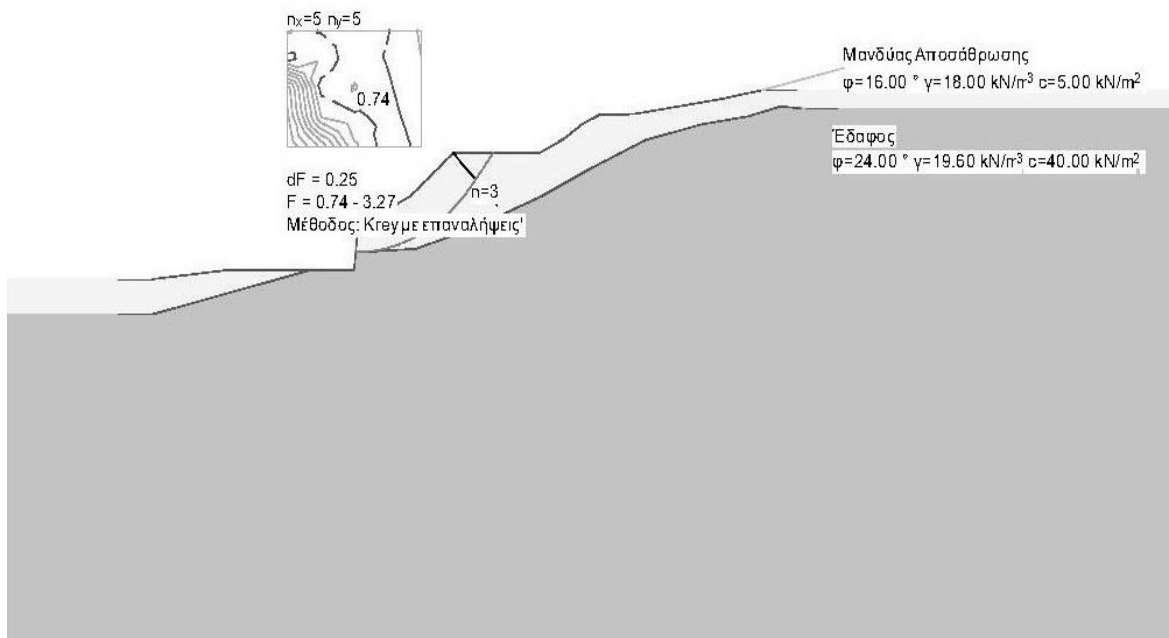 nx=5 ny=5
0.74
Μανδύας Αποσάθρωσης
φ=16.00 ° γ=18.00 kN/m³ c=5.00 kN/m²
Έδαφος
φ=24.00 ° γ=19.60 kN/m³ c=40.00 kN/m²
n=3
dF = 0.25
F = 0.74 - 3.27
Μέθοδος: Krey με επαναλήψεις'